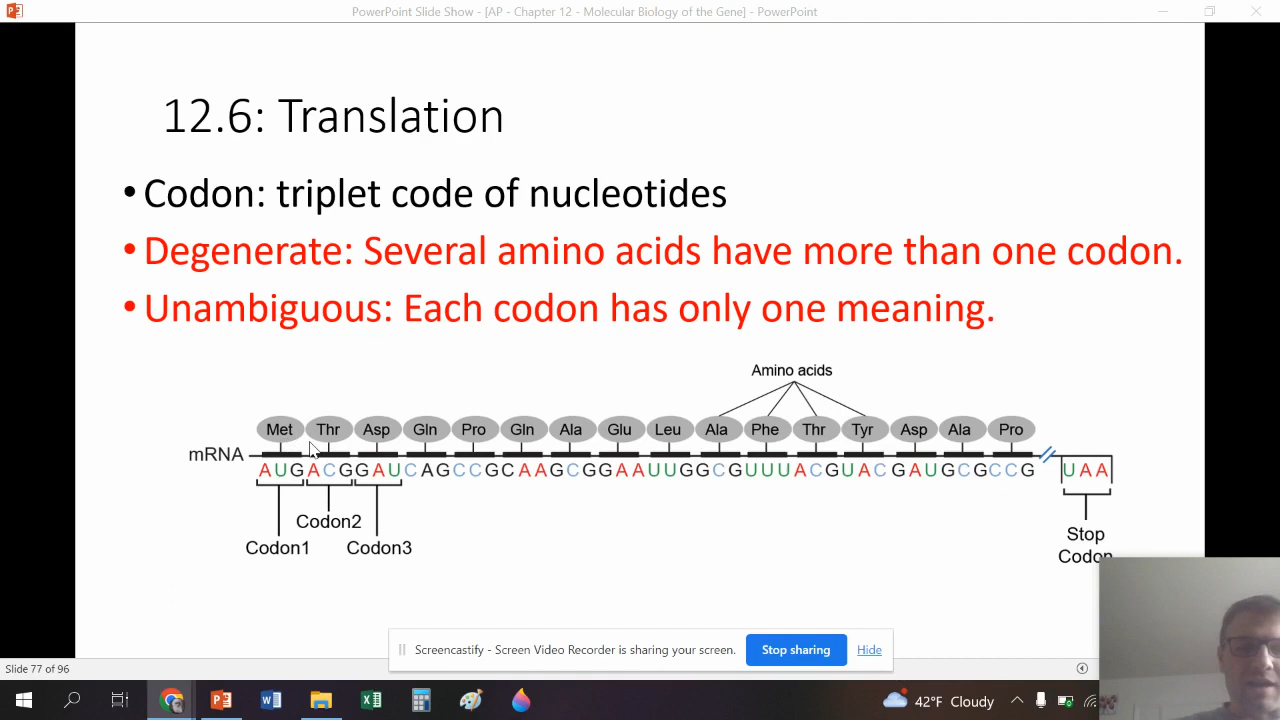 PowerPoint Slide Show - [AP - Chapter 12 - Molecular Biology of the Gene] - PowerPoint
12.6: Translation
•Codon: triplet code of nucleotides
•Degenerate: Several amino acids have more than one codon.
•Unambiguous: Each codon has only one meaning.
Amino acids
Met Thr Asp Gln Pro Gln Ala Glu Leu Ala Phe Thr Tyr Asp Ala Pro
mRNA
AUGACGGAUCAGCCGCAAGCGGAAUUGGCGUUUACGUACGAUGCGCCG UAA
Codon1 Codon2 Codon3
Stop
Codon
Screencastify - Screen Video Recorder is sharing your screen. Stop sharing Hide
Slide 77 of 96
42°F Cloudy